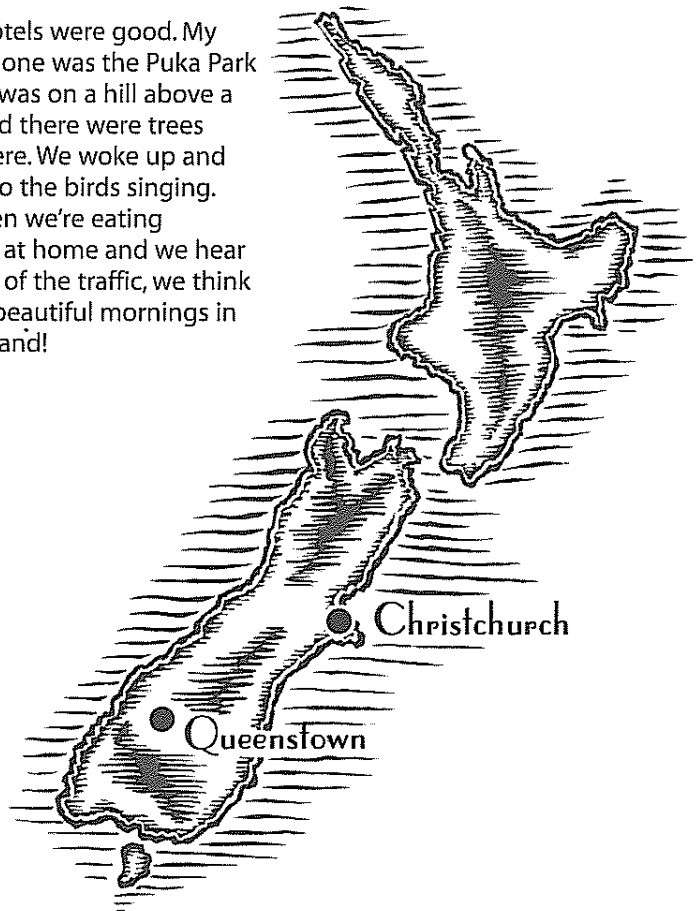 otels were good. My
one was the Puka Park
was on a hill above a
d there were trees
ere. We woke up and
o the birds singing.
en we're eating
at home and we hear
of the traffic, we think
beautiful mornings in
and!
Christchurch
Queenstown